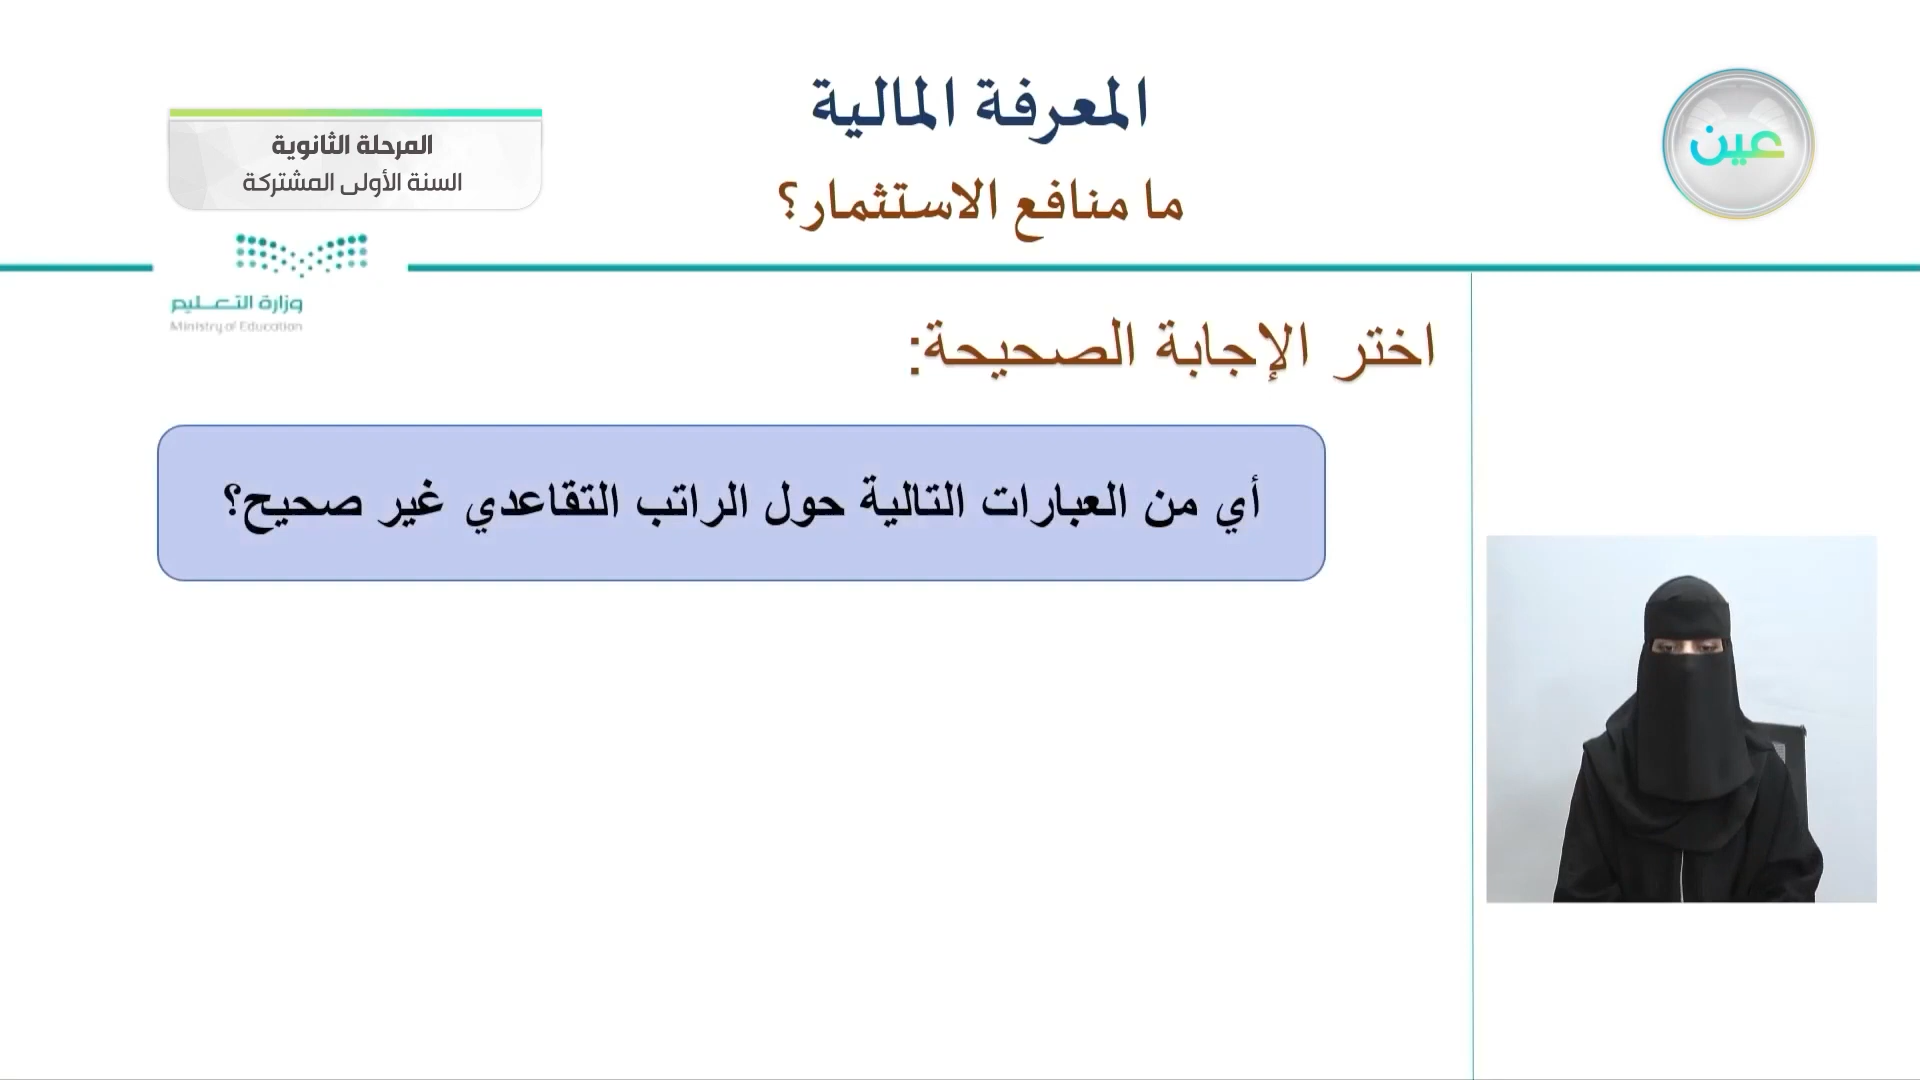 المعرفة المالية
ما منافع الاستثمار؟
عين
المرحلة الثانوية
السنة الأولى المشتركة
وزارة التعليم
Ministry of Education
اختر الإجابة الصحيحة:
أي من العبارات التالية حول الراتب التقاعدي غير صحيح؟